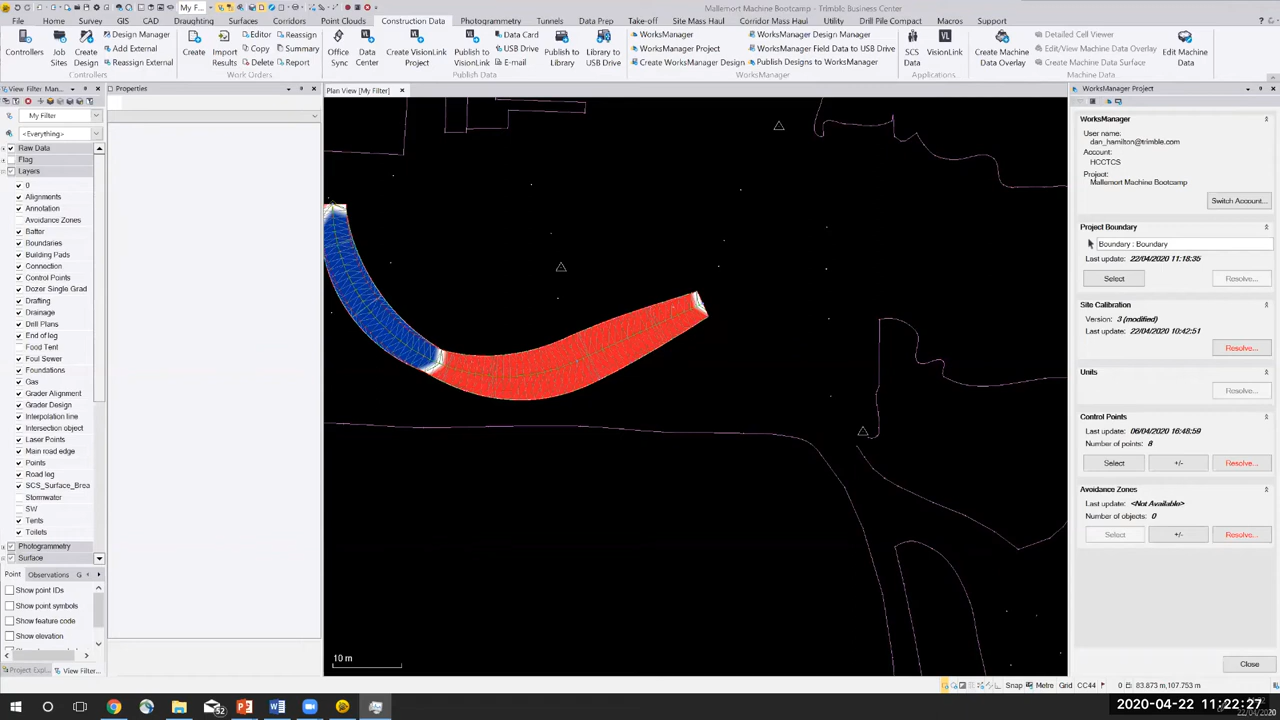 My F
Mallemort Machine Bootcamp - Trimble Business Center
File Home Survey GIS CAD Draughting Surfaces Corridors Point Clouds Construction Data Photogrammetry Tunnels Data Prep Take-off Site Mass Haul Corridor Mass Haul Utility Drill Pile Compact Macros Support
Controllers
Job Sites
Create Design
Design Manager
Add External
Reassign External
Controllers
Create
Import Results
Editor
Copy
Delete
Reassign
Summary
Report
Work Orders
Office Sync
Data Center
Create VisionLink Project
Publish to VisionLink
Data Card
USB Drive
E-mail
Publish to Library
Library to USB Drive
Publish Data
WorksManager
WorksManager Project
Create WorksManager Design
WorksManager Design Manager
WorksManager Field Data to USB Drive
Publish Designs to WorksManager
WorksManager
SCS Data
VisionLink
Applications
Create Machine Data Overlay
Detailed Cell Viewer
Edit/View Machine Data Overlay
Create Machine Data Surface
Edit Machine Data
Machine Data
View Filter Man...
My Filter
<Everything>
Raw Data
Flag
Layers
0
Alignments
Annotation
Avoidance Zones
Batter
Boundaries
Building Pads
Connection
Control Points
Dozer Single Grad
Drafting
Drainage
Drill Plans
End of leg
Food Tent
Foul Sewer
Foundations
Gas
Grader Alignment
Grader Design
Interpolation line
Intersection object
Laser Points
Main road edge
Points
Road leg
SCS_Surface_Brea
Stormwater
SW
Tents
Toilets
Photogrammetry
Surface
Point Observations G
Show point IDs
Show point symbols
Show feature code
Show elevation
Project Expl... View Filter...
Properties
Plan View [My Filter]
10 m
WorksManager Project
WorksManager
User name:
dan_hamilton@trimble.com
Account:
HCCTCS
Project:
Mallemort Machine Bootcamp
Switch Account...
Project Boundary
Boundary : Boundary
Last update: 22/04/2020 11:18:35
Select Resolve...
Site Calibration
Version: 3 (modified)
Last update: 22/04/2020 10:42:51
Resolve...
Units
Resolve...
Control Points
Last update: 06/04/2020 16:48:59
Number of points: 8
Select +/- Resolve...
Avoidance Zones
Last update: <Not Available>
Number of objects: 0
Select +/- Resolve...
Close
Snap Metre Grid CC44 0 83.873 m,107.753 m
52
2020-04-22 11:22:27